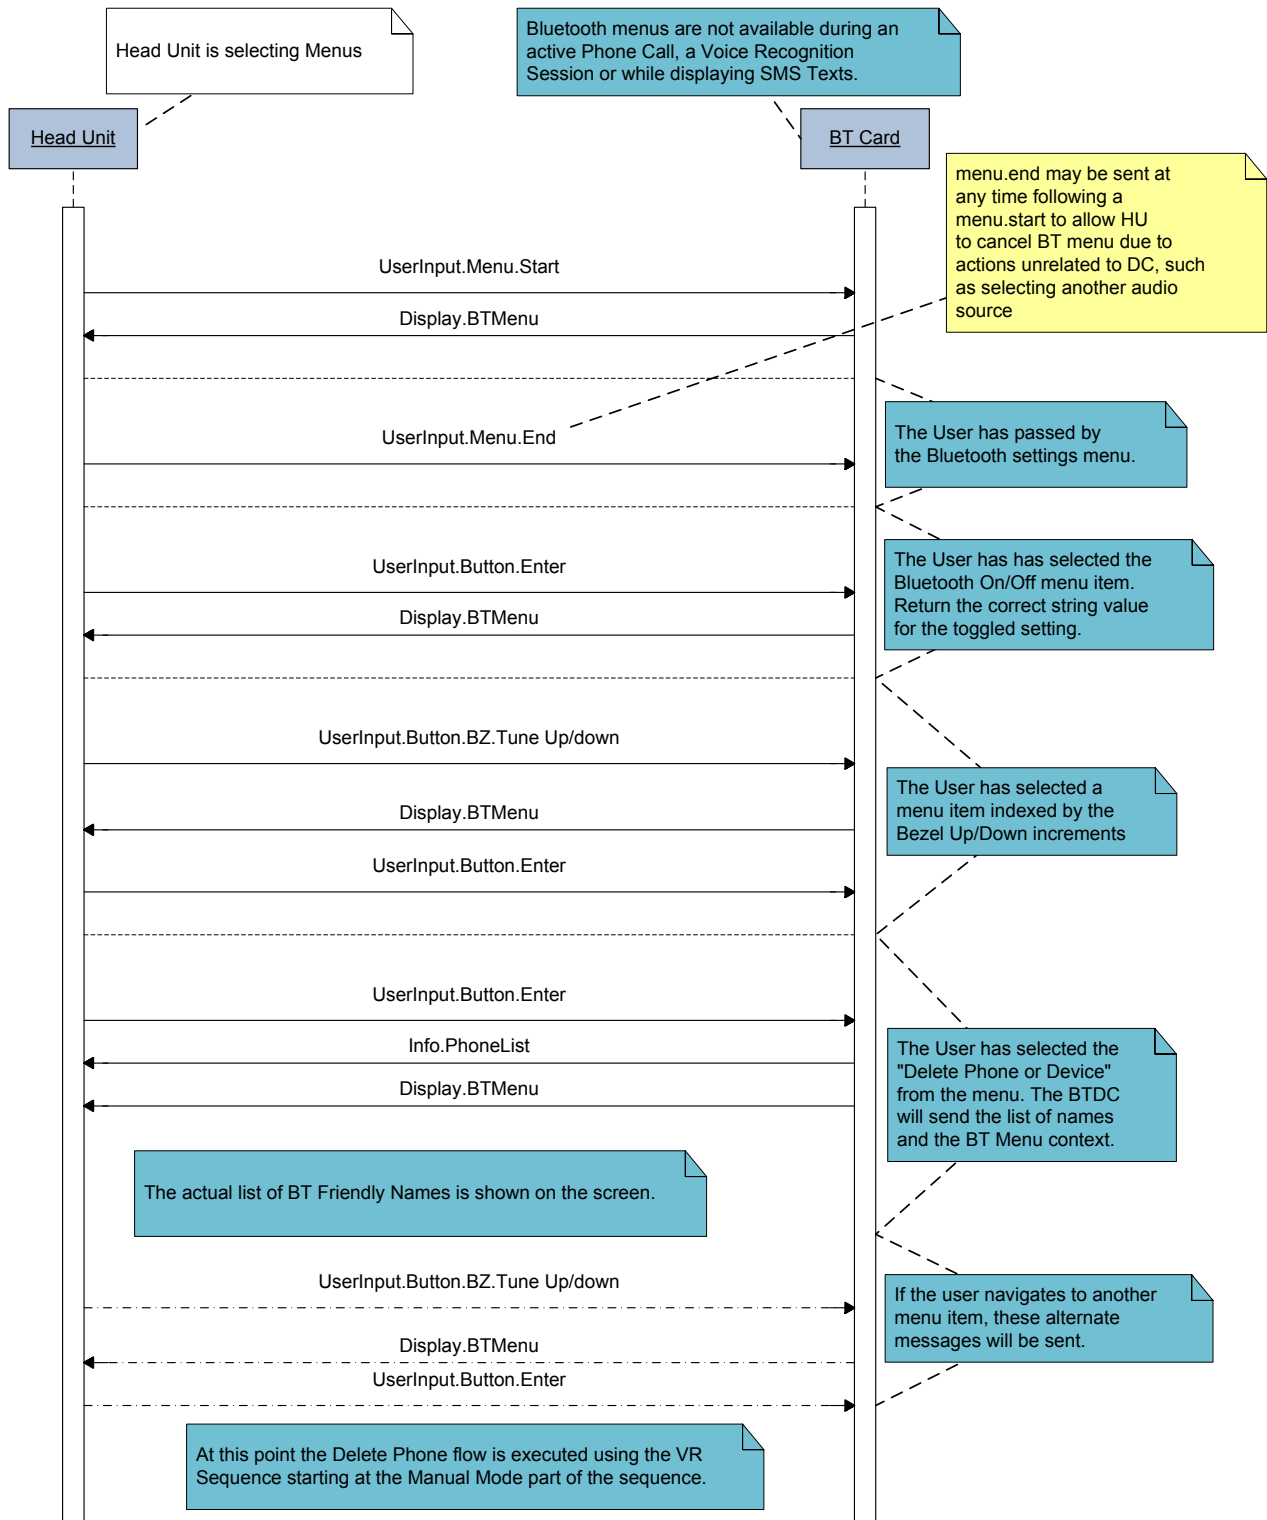 Head Unit is selecting Menus
Bluetooth menus are not available during an
active Phone Call, a Voice Recognition
Session or while displaying SMS Texts.
Head Unit
BT Card
menu.end may be sent at
any time following a
menu.start to allow HU
to cancel BT menu due to
actions unrelated to DC, such
as selecting another audio
source
UserInput.Menu.Start
Display.BTMenu
UserInput.Menu.End
The User has passed by
the Bluetooth settings menu.
UserInput.Button.Enter
Display.BTMenu
The User has has selected the
Bluetooth On/Off menu item.
Return the correct string value
for the toggled setting.
UserInput.Button.BZ.Tune Up/down
Display.BTMenu
UserInput.Button.Enter
The User has selected a
menu item indexed by the
Bezel Up/Down increments
UserInput.Button.Enter
Info.PhoneList
Display.BTMenu
The User has selected the
"Delete Phone or Device"
from the menu. The BTDC
will send the list of names
and the BT Menu context.
The actual list of BT Friendly Names is shown on the screen.
UserInput.Button.BZ.Tune Up/down
Display.BTMenu
UserInput.Button.Enter
If the user navigates to another
menu item, these alternate
messages will be sent.
At this point the Delete Phone flow is executed using the VR
Sequence starting at the Manual Mode part of the sequence.